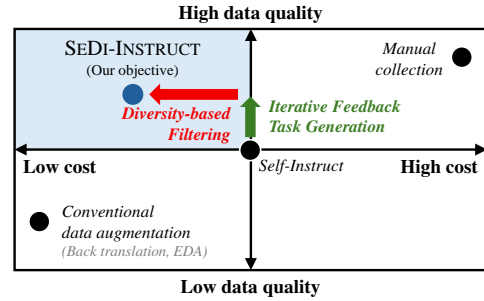 High data quality
SEDI-INSTRUCT
(Our objective)
Manual
collection
Diversity-based
Filtering
Iterative Feedback
Task Generation
Low cost
High cost
Self-Instruct
Conventional
data augmentation
(Back translation, EDA)
Low data quality